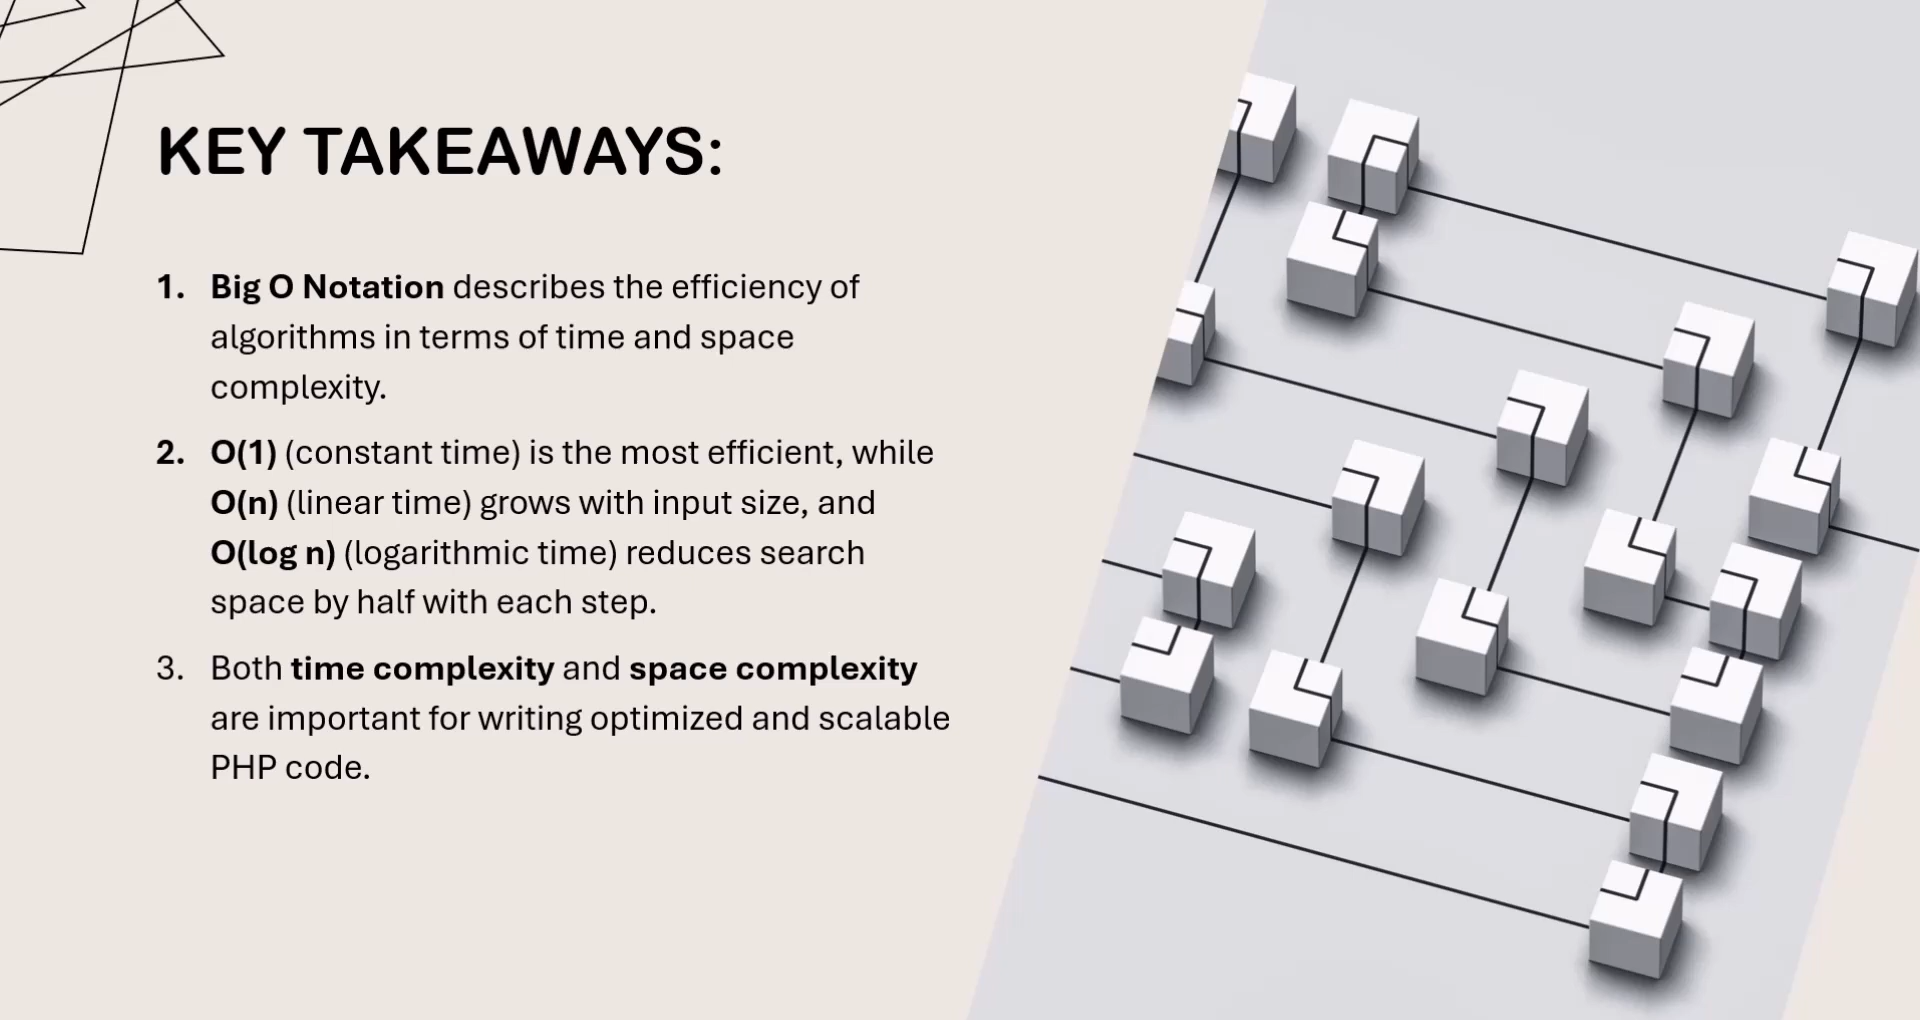 KEY TAKEAWAYS:
1. Big O Notation describes the efficiency of
algorithms in terms of time and space
complexity.
2. O(1) (constant time) is the most efficient, while
O(n) (linear time) grows with input size, and
O(log n) (logarithmic time) reduces search
space by half with each step.
3. Both time complexity and space complexity
are important for writing optimized and scalable
PHP code.